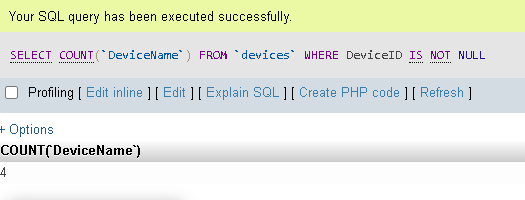 Your SQL query has been executed successfully.
SELECT COUNT(`DeviceName`) FROM `devices` WHERE DeviceID IS NOT NULL
Profiling [ Edit inline ] [ Edit ] [ Explain SQL ] [ Create PHP code ] [ Refresh ]
+ Options
COUNT(`DeviceName`)
4